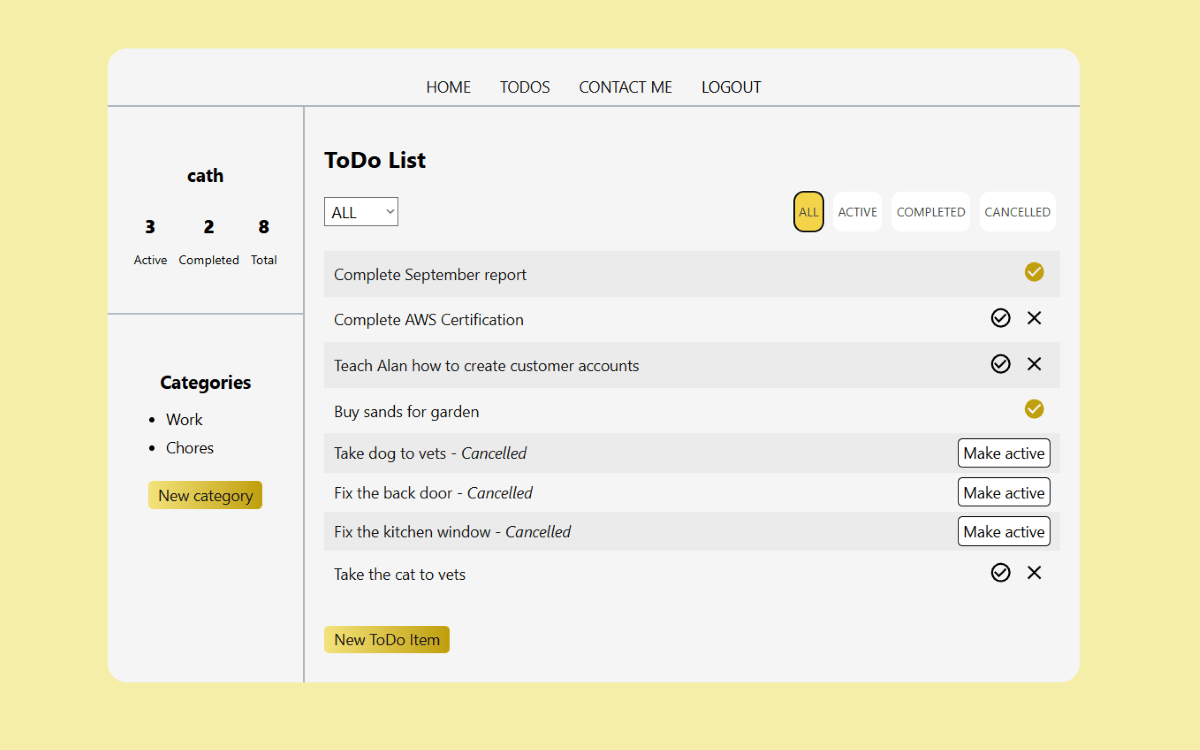 HOME TODOS CONTACT ME LOGOUT
cath
3 2 8
Active Completed Total
Categories
• Work
• Chores
New category
ToDo List
ALL
ALL ACTIVE COMPLETED CANCELLED
Complete September report
Complete AWS Certification
Teach Alan how to create customer accounts
Buy sands for garden
Take dog to vets - Cancelled Make active
Fix the back door - Cancelled Make active
Fix the kitchen window - Cancelled Make active
Take the cat to vets
New ToDo Item